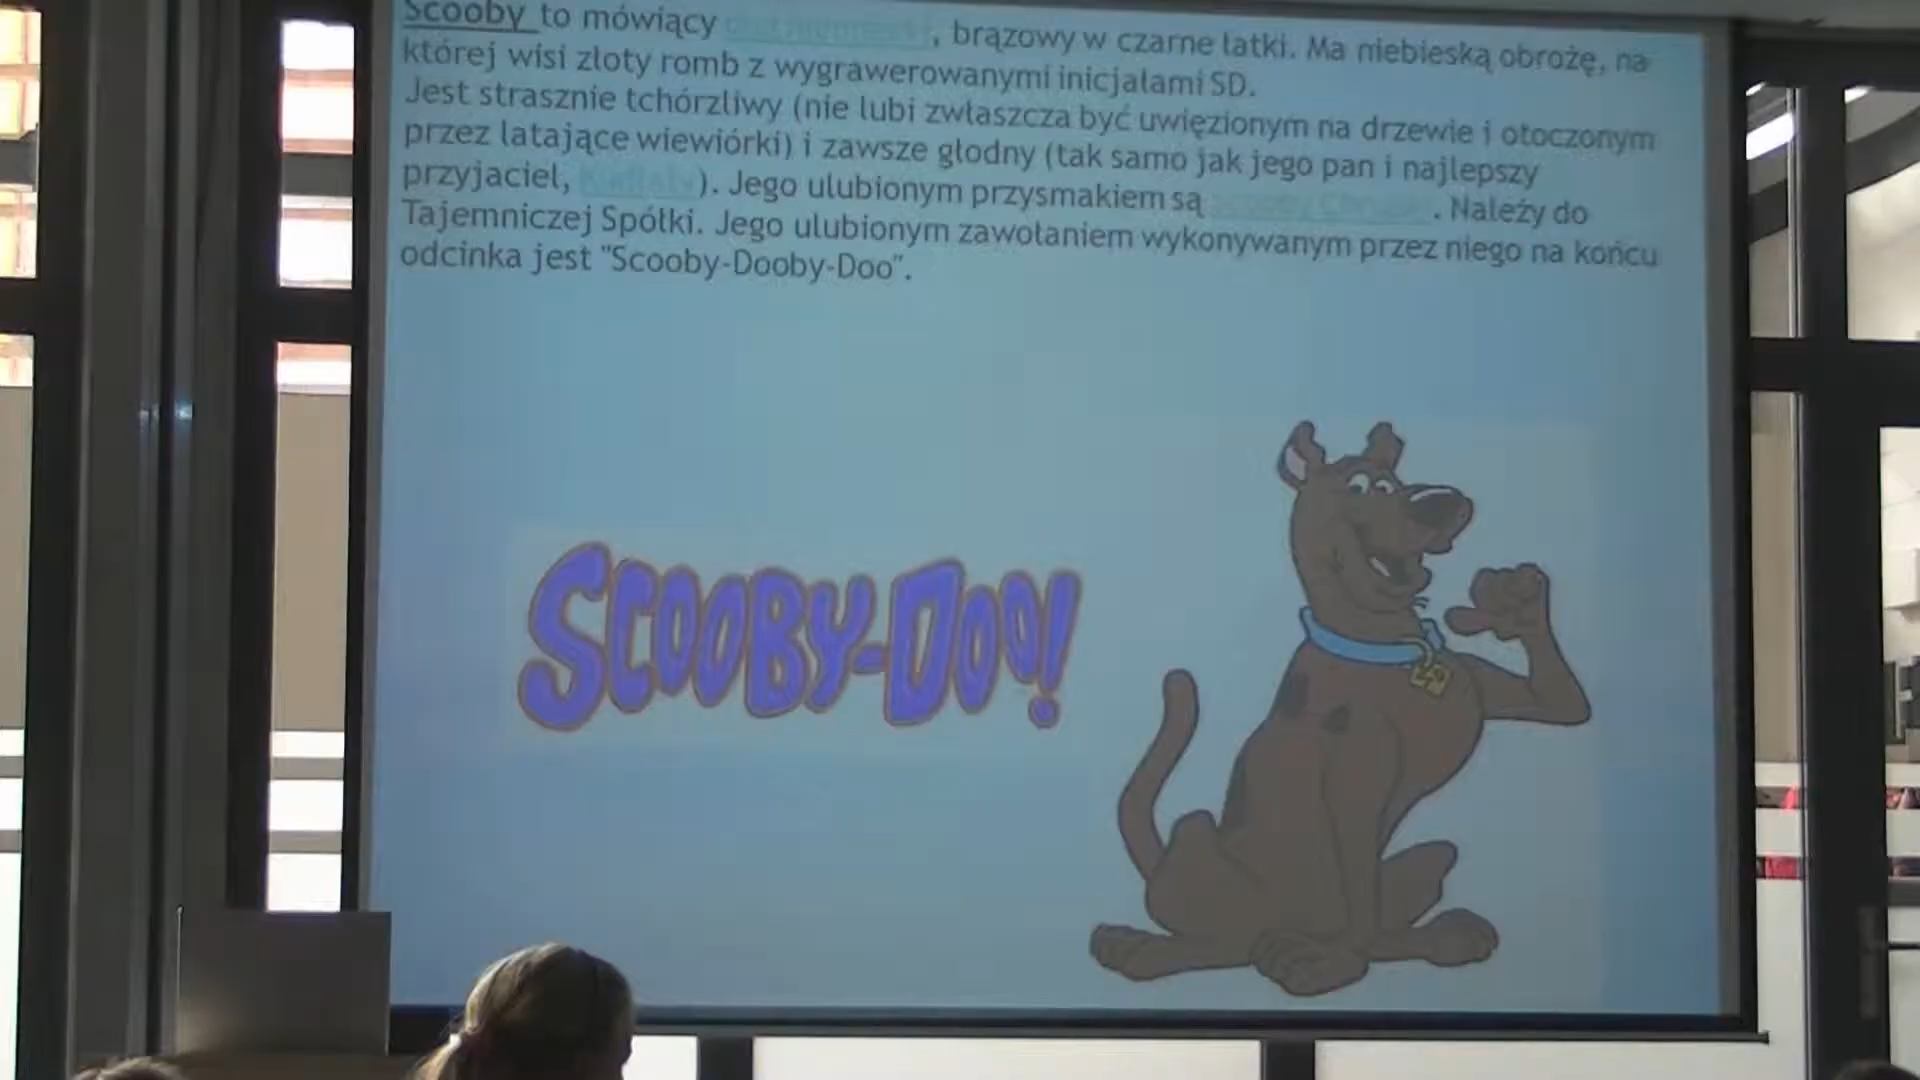 Scooby to mówiący , brązowy w czarne łatki. Ma niebieską obrożę, na
której wisi złoty romb z wygrawerowanymi inicjałami SD.
Jest strasznie tchórzliwy (nie lubi zwłaszcza być uwięzionym na drzewie i otoczonym
przez latające wiewiórki) i zawsze głodny (tak samo jak jego pan i najlepszy
przyjaciel, Kudłaty). Jego ulubionym przysmakiem są Scooby Chrupki. Należy do
Tajemniczej Spółki. Jego ulubionym zawołaniem wykonywanym przez niego na końcu
odcinka jest "Scooby-Dooby-Doo".
SCOOBY-DOO!